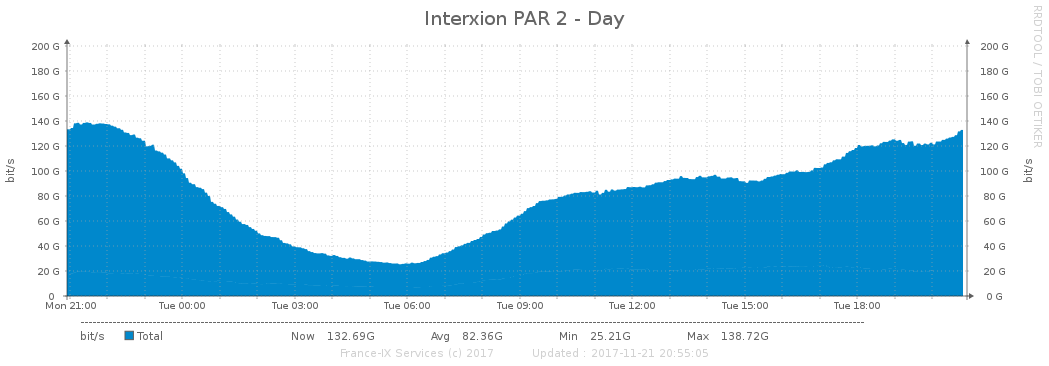 Interxion PAR 2 - Day
RRDTOOL / TOBI OETIKER
200 G 200 G
180 G 180 G
160 G 160 G
140 G 140 G
120 G 120 G
100 G 100 G
80 G 80 G
60 G 60 G
40 G 40 G
20 G 20 G
0 0 G
bit/s
bit/s
Mon 21:00 Tue 00:00 Tue 03:00 Tue 06:00 Tue 09:00 Tue 12:00 Tue 15:00 Tue 18:00
bit/s Total Now 132.69G Avg 82.36G Min 25.21G Max 138.72G
France-IX Services (c) 2017 Updated : 2017-11-21 20:55:05